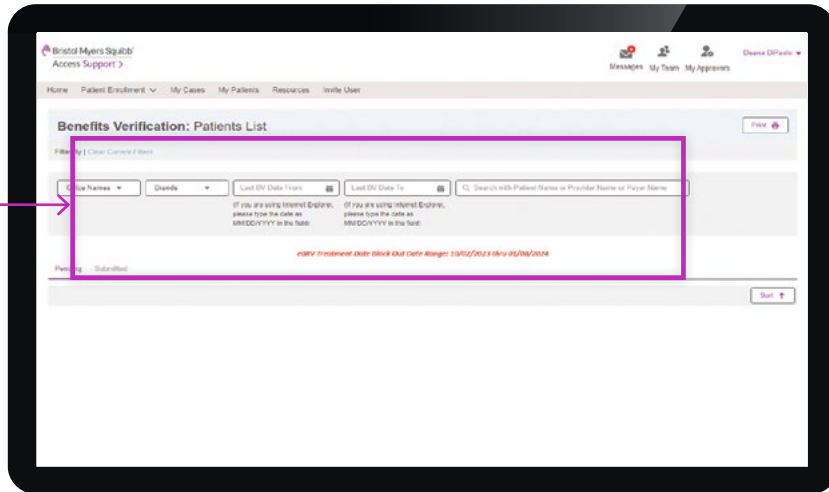 Bristol Myers Squibb
Access Support >
Messages My Team My Approvers
Deana DiPaolo
Home Patient Enrollment My Cases My Patients Resources Invite User
Benefits Verification: Patients List
Print
Filter By | Clear Current Filters
Office Names Brands Last BV Date From Last BV Date To Search with Patient Name or Provider Name or Payer Name
(If you are using Internet Explorer, please type the date as MM/DD/YYYY in the field)
(If you are using Internet Explorer, please type the date as MM/DD/YYYY in the field)
eBRV Treatment Date Block Out Date Range: 10/02/2023 thru 01/08/2024
Pending Submitted
Start